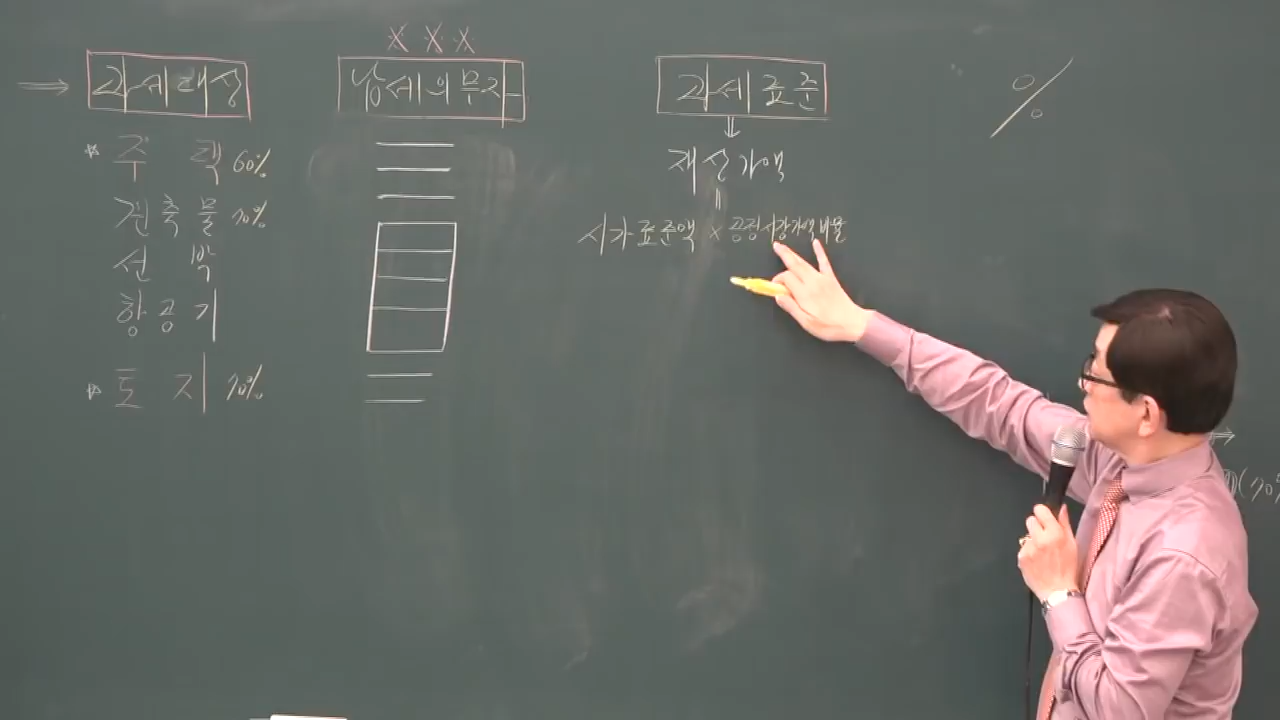 ⇒ 과세대상
X X X
납세의무자
과세표준
%
⇓
재산가액
=
시가표준액 × 공정시장가액비율
* 주 택 60%
건축물 70%
선 박
항공기
* 토 지 70%
(70%